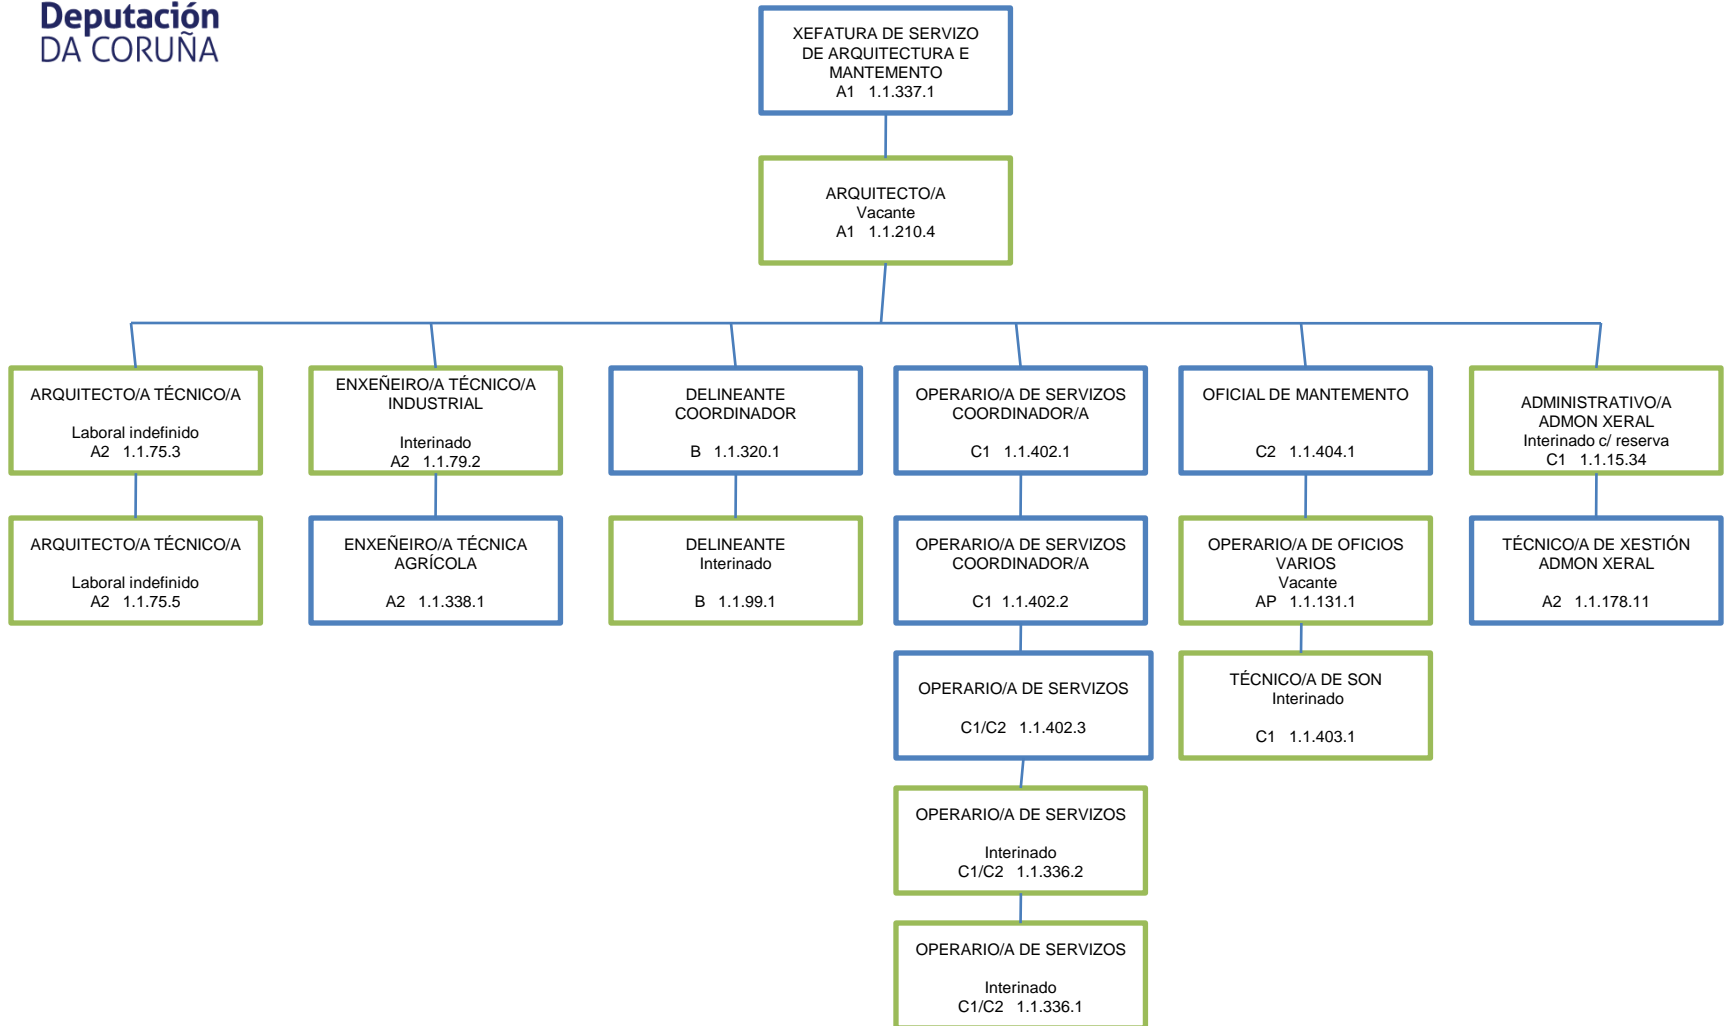 Deputación
DA CORUÑA
XEFATURA DE SERVIZO
DE ARQUITECTURA E
MANTEMENTO
A1 1.1.337.1
ARQUITECTO/A
Vacante
A1 1.1.210.4
ARQUITECTO/A TÉCNICO/A
Laboral indefinido
A2 1.1.75.3
ENXEÑEIRO/A TÉCNICO/A
INDUSTRIAL
Interinado
A2 1.1.79.2
DELINEANTE
COORDINADOR
B 1.1.320.1
OPERARIO/A DE SERVIZOS
COORDINADOR/A
C1 1.1.402.1
OFICIAL DE MANTEMENTO
C2 1.1.404.1
ADMINISTRATIVO/A
ADMON XERAL
Interinado c/ reserva
C1 1.1.15.34
ARQUITECTO/A TÉCNICO/A
Laboral indefinido
A2 1.1.75.5
ENXEÑEIRO/A TÉCNICA
AGRÍCOLA
A2 1.1.338.1
DELINEANTE
Interinado
B 1.1.99.1
OPERARIO/A DE SERVIZOS
COORDINADOR/A
C1 1.1.402.2
OPERARIO/A DE OFICIOS
VARIOS
Vacante
AP 1.1.131.1
TÉCNICO/A DE XESTIÓN
ADMON XERAL
A2 1.1.178.11
OPERARIO/A DE SERVIZOS
C1/C2 1.1.402.3
TÉCNICO/A DE SON
Interinado
C1 1.1.403.1
OPERARIO/A DE SERVIZOS
Interinado
C1/C2 1.1.336.2
OPERARIO/A DE SERVIZOS
Interinado
C1/C2 1.1.336.1